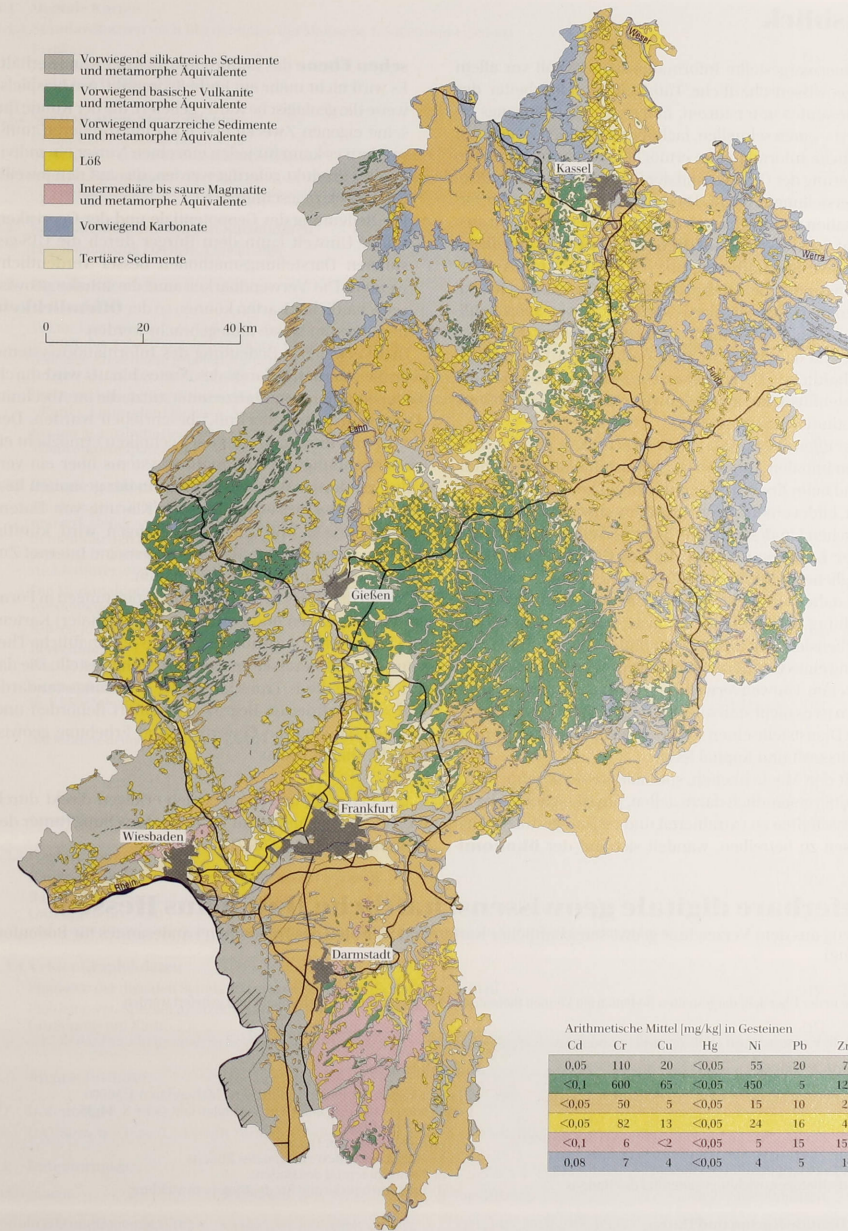 Vorwiegend silikatreiche Sedimente
und metamorphe Äquivalente
Vorwiegend basische Vulkanite
und metamorphe Äquivalente
Vorwiegend quarzreiche Sedimente
und metamorphe Äquivalente
Löß
Intermediäre bis saure Magmatite
und metamorphe Äquivalente
Vorwiegend Karbonate
Tertiäre Sedimente
0 20 40 km
Weser
Kassel
Werra
Fulda
Lahn
Gießen
Frankfurt
Wiesbaden
Rhein
Darmstadt
Arithmetische Mittel [mg/kg] in Gesteinen
Cd Cr Cu Hg Ni Pb
0,05 110 20 <0,05 55 20
<0,1 600 65 <0,05 450 5
<0,05 50 5 <0,05 15 10
<0,05 82 13 <0,05 24 16
<0,1 6 <2 <0,05 5 15
0,08 7 4 <0,05 4 5